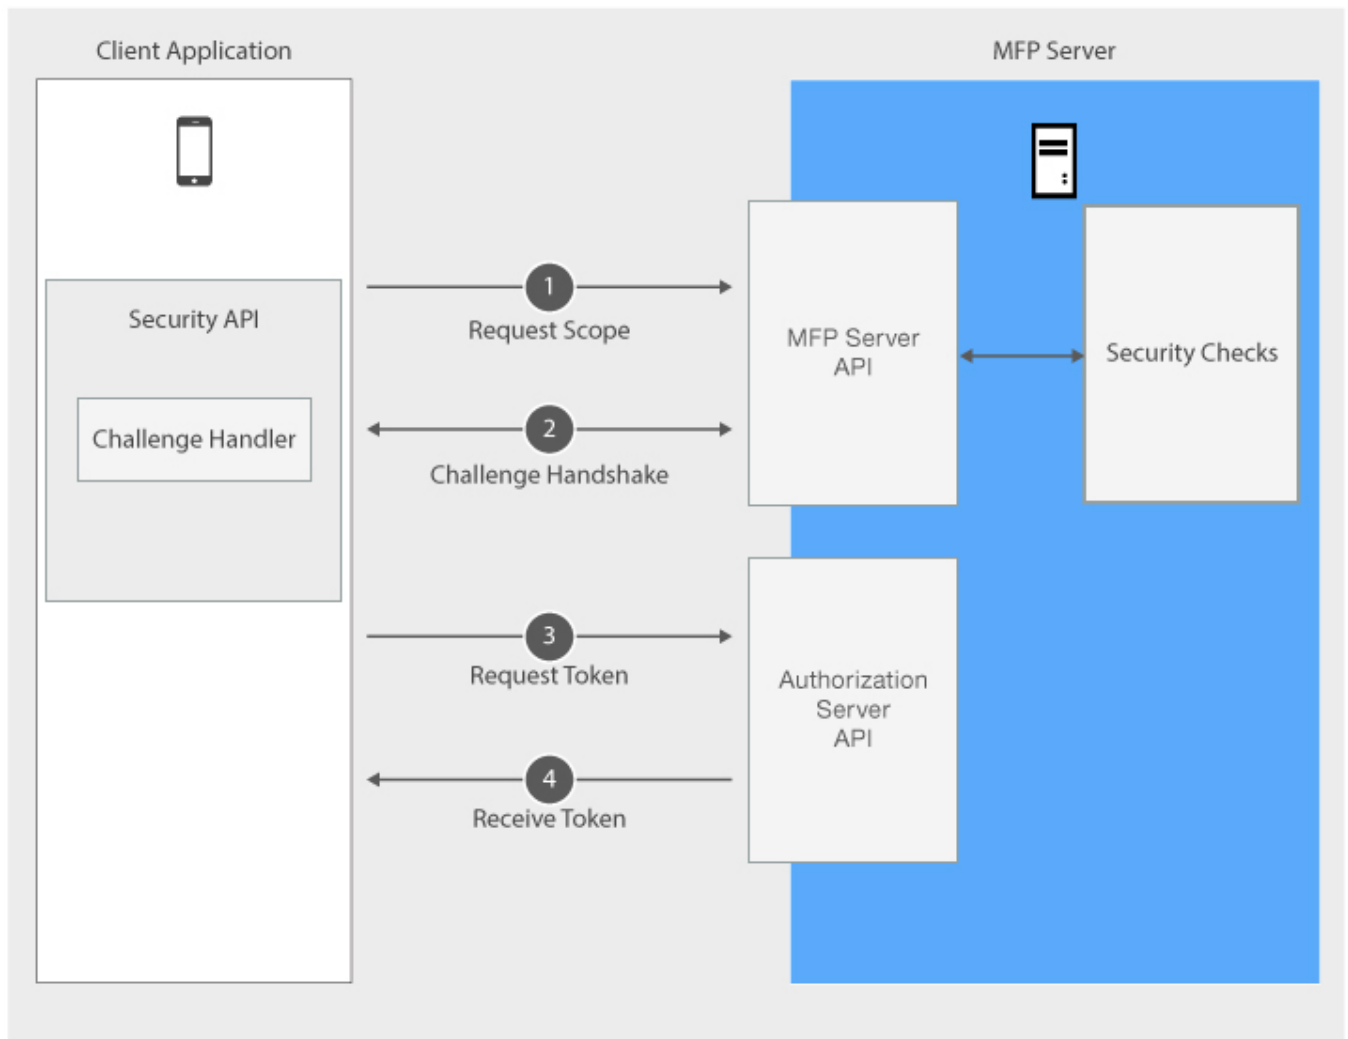 Client Application
MFP Server
Security API
Challenge Handler
1
Request Scope
2
Challenge Handshake
3
Request Token
4
Receive Token
MFP Server
API
Security Checks
Authorization
Server
API